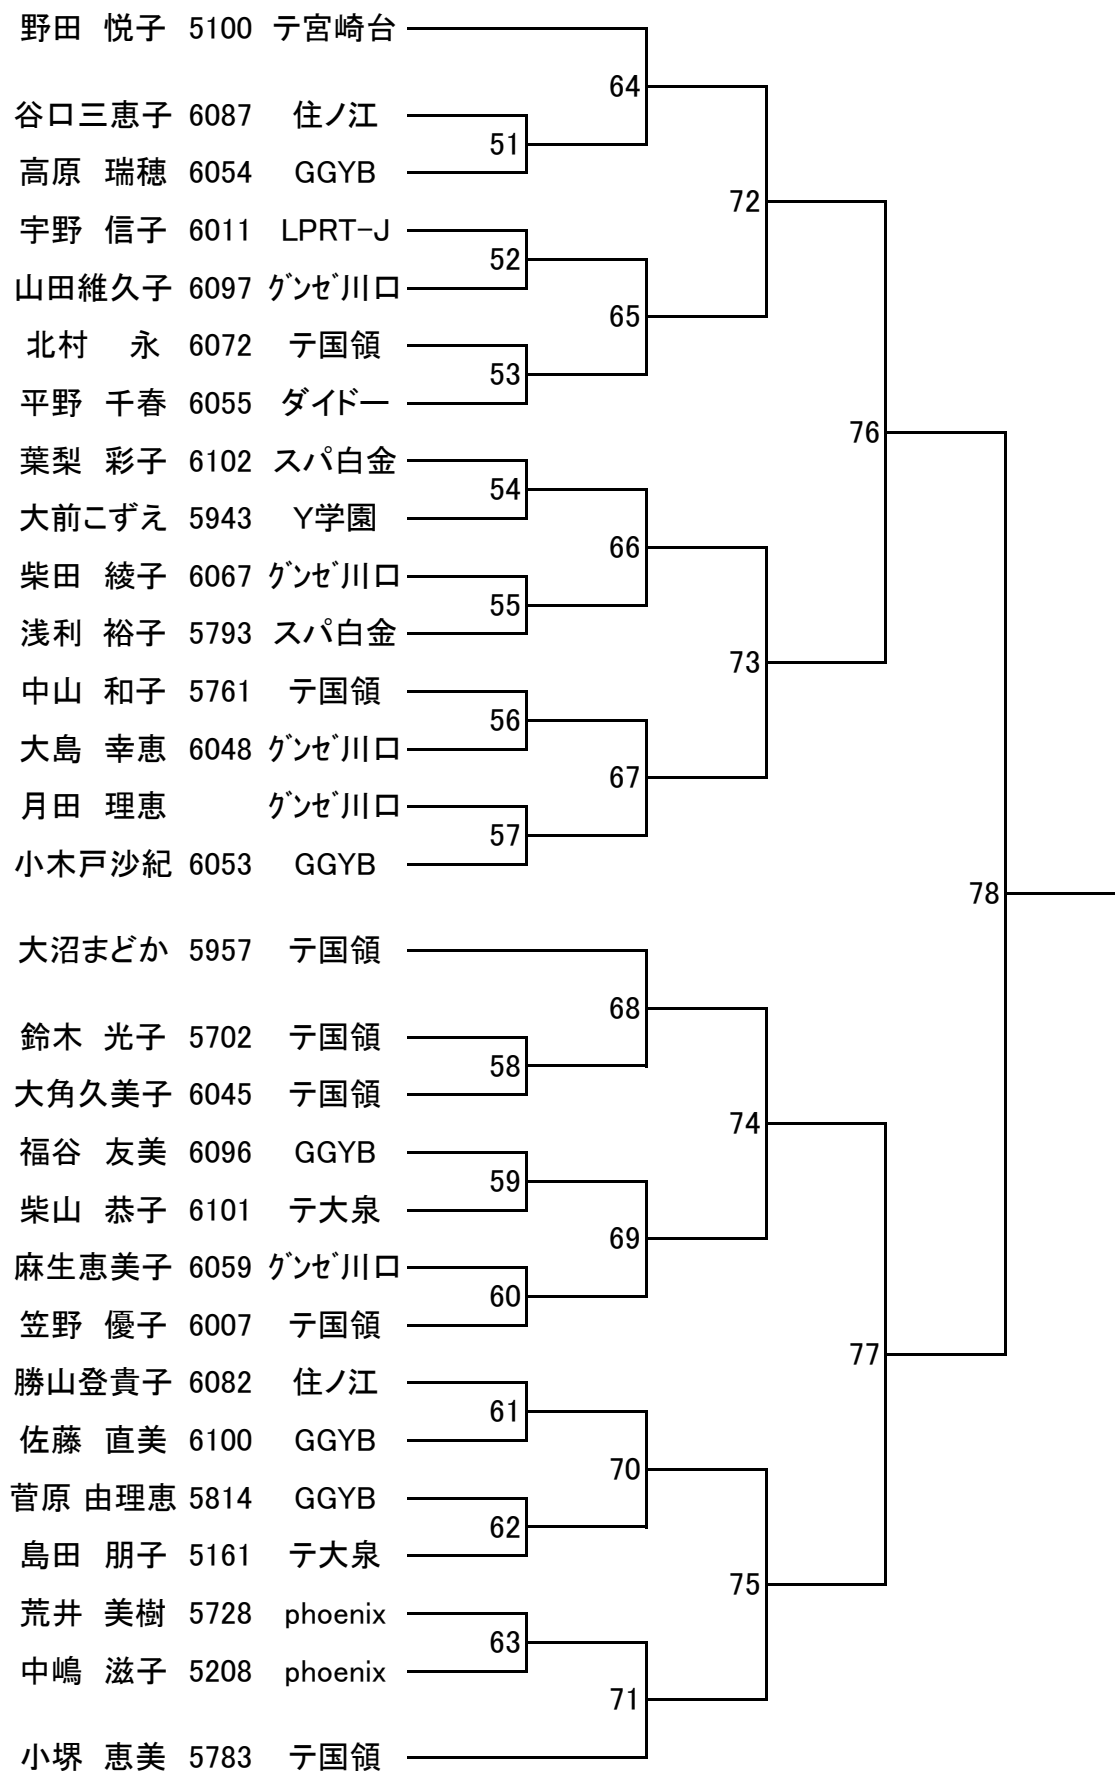 野田 悦子 5100 テ宮崎台
64
谷口三恵子 6087 住ノ江
51
高原 瑞穂 6054 GGYB
72
宇野 信子 6011 LPRT-J
52
山田維久子 6097 ｸﾞﾝｾﾞ川口
65
北村 永 6072 テ国領
53
平野 千春 6055 ダイドー
76
葉梨 彩子 6102 スパ白金
54
大前こずえ 5943 Y学園
66
柴田 綾子 6067 ｸﾞﾝｾﾞ川口
55
浅利 裕子 5793 スパ白金
73
中山 和子 5761 テ国領
56
大島 幸恵 6048 ｸﾞﾝｾﾞ川口
67
月田 理恵 ｸﾞﾝｾﾞ川口
57
小木戸沙紀 6053 GGYB
78
大沼まどか 5957 テ国領
68
鈴木 光子 5702 テ国領
58
大角久美子 6045 テ国領
74
福谷 友美 6096 GGYB
59
柴山 恭子 6101 テ大泉
69
麻生恵美子 6059 ｸﾞﾝｾﾞ川口
60
笠野 優子 6007 テ国領
77
勝山登貴子 6082 住ノ江
61
佐藤 直美 6100 GGYB
70
菅原 由理恵 5814 GGYB
62
島田 朋子 5161 テ大泉
75
荒井 美樹 5728 phoenix
63
中嶋 滋子 5208 phoenix
71
小堺 恵美 5783 テ国領